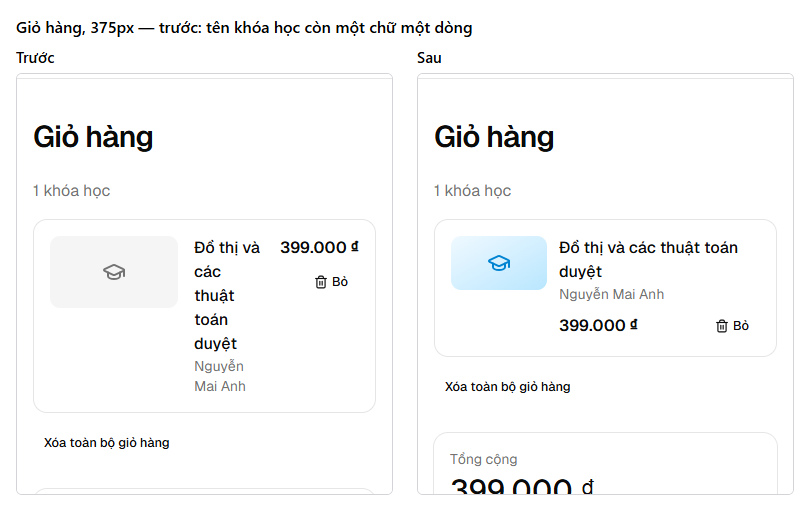 Giỏ hàng, 375px — trước: tên khóa học còn một chữ một dòng
Trước
Giỏ hàng
1 khóa học
Đồ thị và
các
thuật
toán
duyệt
Nguyễn
Mai Anh
399.000 ₫
Bỏ
Xóa toàn bộ giỏ hàng
Sau
Giỏ hàng
1 khóa học
Đồ thị và các thuật toán
duyệt
Nguyễn Mai Anh
399.000 ₫
Bỏ
Xóa toàn bộ giỏ hàng
Tổng cộng
399.000 ₫